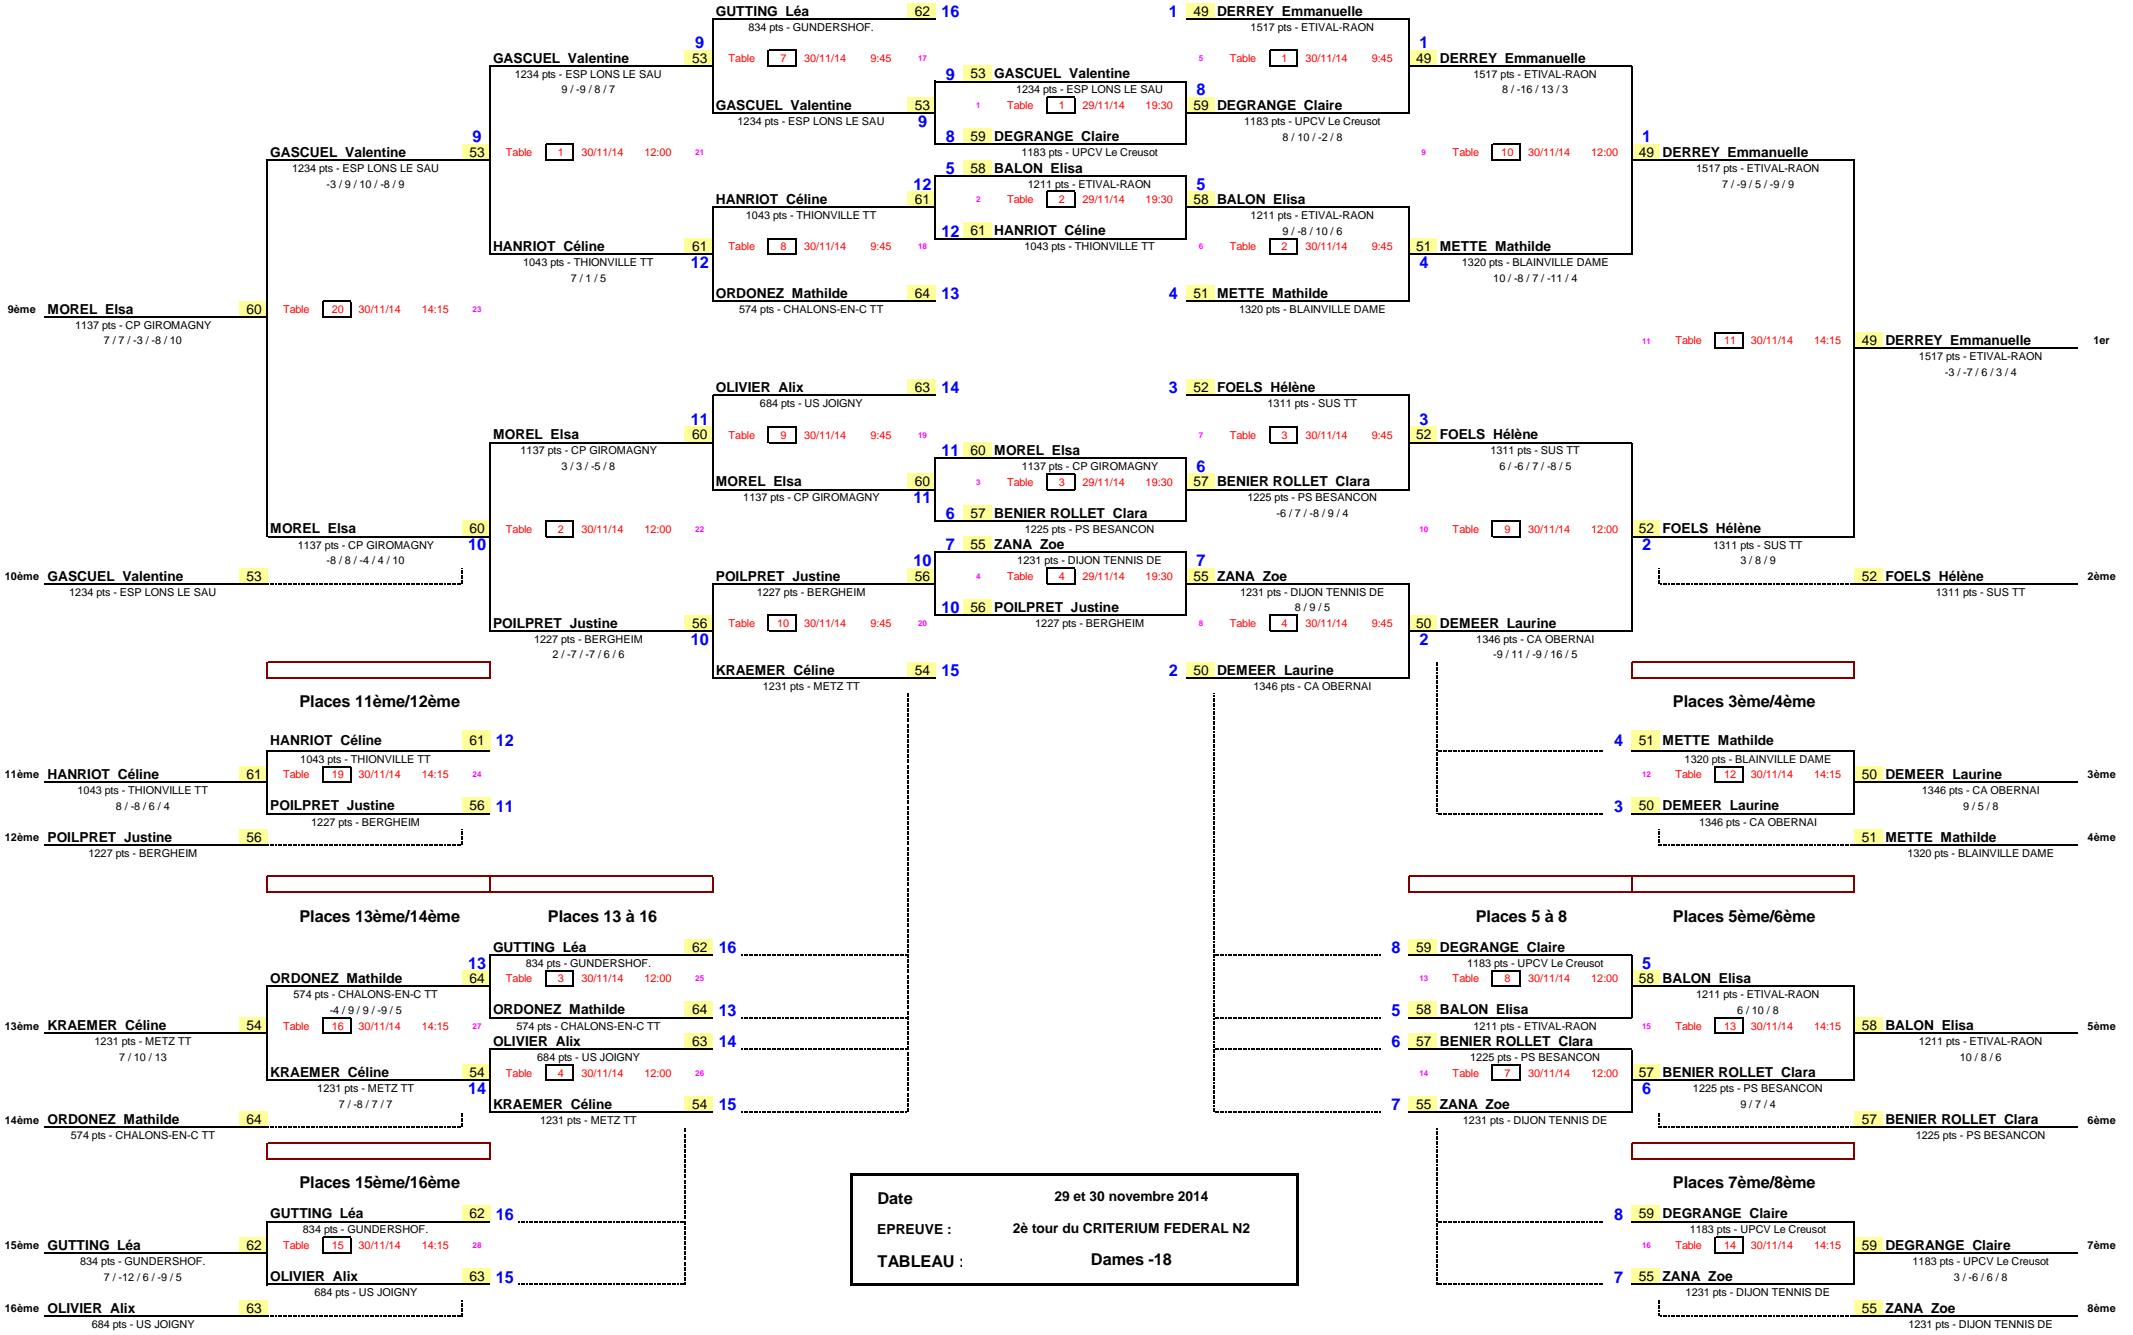 GUTTING Léa 62 16
834 pts - GUNDERSHOF.
1 49 DERREY Emmanuelle
1517 pts - ETIVAL-RAON
9
GASCUEL Valentine 53
1234 pts - ESP LONS LE SAU
9 / -9 / 8 / 7
Table 7 30/11/14 9:45 17
5 Table 1 30/11/14 9:45
1
49 DERREY Emmanuelle
1517 pts - ETIVAL-RAON
8 / -16 / 13 / 3
9 53 GASCUEL Valentine
1234 pts - ESP LONS LE SAU
GASCUEL Valentine 53
1234 pts - ESP LONS LE SAU 9
1 Table 1 29/11/14 19:30
8
59 DEGRANGE Claire
1183 pts - UPCV Le Creusot
8 / 10 / -2 / 8
8 59 DEGRANGE Claire
1183 pts - UPCV Le Creusot
9
GASCUEL Valentine 53
1234 pts - ESP LONS LE SAU
-3 / 9 / 10 / -8 / 9
Table 1 30/11/14 12:00 21
9 Table 10 30/11/14 12:00
1
49 DERREY Emmanuelle
1517 pts - ETIVAL-RAON
7 / -9 / 5 / -9 / 9
5 58 BALON Elisa
1211 pts - ETIVAL-RAON
12
HANRIOT Céline 61
1043 pts - THIONVILLE TT
2 Table 2 29/11/14 19:30
5
58 BALON Elisa
1211 pts - ETIVAL-RAON
9 / -8 / 10 / 6
12 61 HANRIOT Céline
1043 pts - THIONVILLE TT
HANRIOT Céline 61
1043 pts - THIONVILLE TT 12
7 / 1 / 5
Table 8 30/11/14 9:45 18
6 Table 2 30/11/14 9:45
51 METTE Mathilde
4 1320 pts - BLAINVILLE DAME
10 / -8 / 7 / -11 / 4
ORDONEZ Mathilde 64 13
574 pts - CHALONS-EN-C TT
4 51 METTE Mathilde
1320 pts - BLAINVILLE DAME
9ème MOREL Elsa 60
1137 pts - CP GIROMAGNY
7 / 7 / -3 / -8 / 10
Table 20 30/11/14 14:15 23
11 Table 11 30/11/14 14:15
49 DERREY Emmanuelle 1er
1517 pts - ETIVAL-RAON
-3 / -7 / 6 / 3 / 4
OLIVIER Alix 63 14
684 pts - US JOIGNY
3 52 FOELS Hélène
1311 pts - SUS TT
11
MOREL Elsa 60
1137 pts - CP GIROMAGNY
3 / 3 / -5 / 8
Table 9 30/11/14 9:45 19
7 Table 3 30/11/14 9:45
3
52 FOELS Hélène
1311 pts - SUS TT
6 / -6 / 7 / -8 / 5
11 60 MOREL Elsa
1137 pts - CP GIROMAGNY
MOREL Elsa 60
1137 pts - CP GIROMAGNY 11
3 Table 3 29/11/14 19:30
6
57 BENIER ROLLET Clara
1225 pts - PS BESANCON
-6 / 7 / -8 / 9 / 4
6 57 BENIER ROLLET Clara
1225 pts - PS BESANCON
MOREL Elsa 60
1137 pts - CP GIROMAGNY 10
-8 / 8 / -4 / 4 / 10
Table 2 30/11/14 12:00 22
10 Table 9 30/11/14 12:00
52 FOELS Hélène
2 1311 pts - SUS TT
3 / 8 / 9
7 55 ZANA Zoe
1231 pts - DIJON TENNIS DE
10ème GASCUEL Valentine 53
1234 pts - ESP LONS LE SAU
10
POILPRET Justine 56
1227 pts - BERGHEIM
4 Table 4 29/11/14 19:30
7
55 ZANA Zoe
1231 pts - DIJON TENNIS DE
8 / 9 / 5
52 FOELS Hélène 2ème
1311 pts - SUS TT
10 56 POILPRET Justine
1227 pts - BERGHEIM
POILPRET Justine 56
1227 pts - BERGHEIM 10
2 / -7 / -7 / 6 / 6
Table 10 30/11/14 9:45 20
8 Table 4 30/11/14 9:45
50 DEMEER Laurine
2 1346 pts - CA OBERNAI
-9 / 11 / -9 / 16 / 5
KRAEMER Céline 54 15
1231 pts - METZ TT
2 50 DEMEER Laurine
1346 pts - CA OBERNAI
Places 11ème/12ème
Places 3ème/4ème
HANRIOT Céline 61 12
1043 pts - THIONVILLE TT
4 51 METTE Mathilde
1320 pts - BLAINVILLE DAME
11ème HANRIOT Céline 61
1043 pts - THIONVILLE TT
8 / -8 / 6 / 4
Table 19 30/11/14 14:15 24
12 Table 12 30/11/14 14:15
50 DEMEER Laurine 3ème
1346 pts - CA OBERNAI
9 / 5 / 8
POILPRET Justine 56 11
1227 pts - BERGHEIM
3 50 DEMEER Laurine
1346 pts - CA OBERNAI
12ème POILPRET Justine 56
1227 pts - BERGHEIM
51 METTE Mathilde 4ème
1320 pts - BLAINVILLE DAME
Places 13ème/14ème Places 13 à 16
Places 5 à 8 Places 5ème/6ème
GUTTING Léa 62 16
834 pts - GUNDERSHOF.
8 59 DEGRANGE Claire
1183 pts - UPCV Le Creusot
13
ORDONEZ Mathilde 64
574 pts - CHALONS-EN-C TT
-4 / 9 / 9 / -9 / 5
Table 3 30/11/14 12:00 25
13 Table 8 30/11/14 12:00
5
58 BALON Elisa
1211 pts - ETIVAL-RAON
6 / 10 / 8
ORDONEZ Mathilde 64 13
574 pts - CHALONS-EN-C TT
5 58 BALON Elisa
1211 pts - ETIVAL-RAON
13ème KRAEMER Céline 54
1231 pts - METZ TT
7 / 10 / 13
Table 16 30/11/14 14:15 27
15 Table 13 30/11/14 14:15
58 BALON Elisa 5ème
1211 pts - ETIVAL-RAON
10 / 8 / 6
OLIVIER Alix 63 14
684 pts - US JOIGNY
6 57 BENIER ROLLET Clara
1225 pts - PS BESANCON
KRAEMER Céline 54
1231 pts - METZ TT 14
7 / -8 / 7 / 7
Table 4 30/11/14 12:00 26
14 Table 7 30/11/14 12:00
57 BENIER ROLLET Clara
6 1225 pts - PS BESANCON
9 / 7 / 4
KRAEMER Céline 54 15
1231 pts - METZ TT
7 55 ZANA Zoe
1231 pts - DIJON TENNIS DE
14ème ORDONEZ Mathilde 64
574 pts - CHALONS-EN-C TT
57 BENIER ROLLET Clara 6ème
1225 pts - PS BESANCON
Places 15ème/16ème
Places 7ème/8ème
Date 29 et 30 novembre 2014
EPREUVE : 2è tour du CRITERIUM FEDERAL N2
TABLEAU : Dames -18
GUTTING Léa 62 16
834 pts - GUNDERSHOF.
8 59 DEGRANGE Claire
1183 pts - UPCV Le Creusot
15ème GUTTING Léa 62
834 pts - GUNDERSHOF.
7 / -12 / 6 / -9 / 5
Table 15 30/11/14 14:15 28
16 Table 14 30/11/14 14:15
59 DEGRANGE Claire 7ème
1183 pts - UPCV Le Creusot
3 / -6 / 6 / 8
OLIVIER Alix 63 15
684 pts - US JOIGNY
7 55 ZANA Zoe
1231 pts - DIJON TENNIS DE
16ème OLIVIER Alix 63
684 pts - US JOIGNY
55 ZANA Zoe 8ème
1231 pts - DIJON TENNIS DE